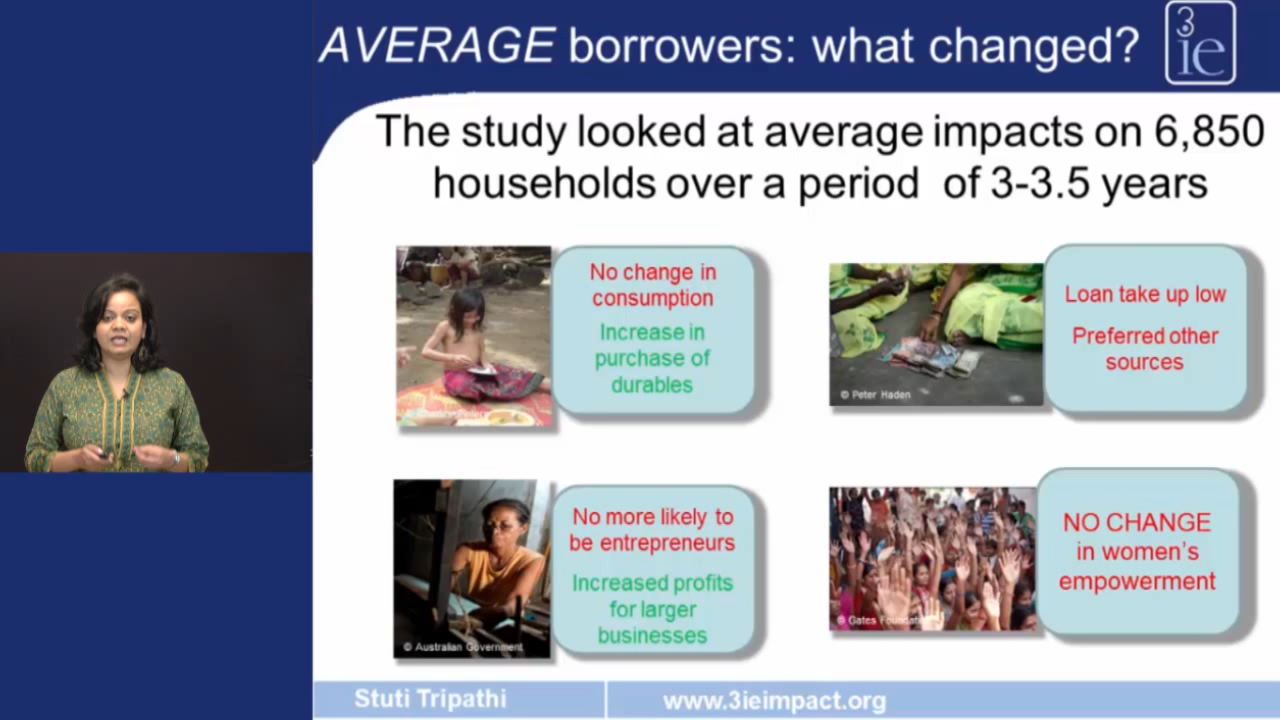 AVERAGE borrowers: what changed?
3
ie
The study looked at average impacts on 6,850
households over a period of 3-3.5 years
No change in
consumption
Increase in
purchase of
durables
© Peter Haden
Loan take up low
Preferred other
sources
© Australian Government
No more likely to
be entrepreneurs
Increased profits
for larger
businesses
© Gates Foundation
NO CHANGE
in women's
empowerment
Stuti Tripathi
www.3ieimpact.org